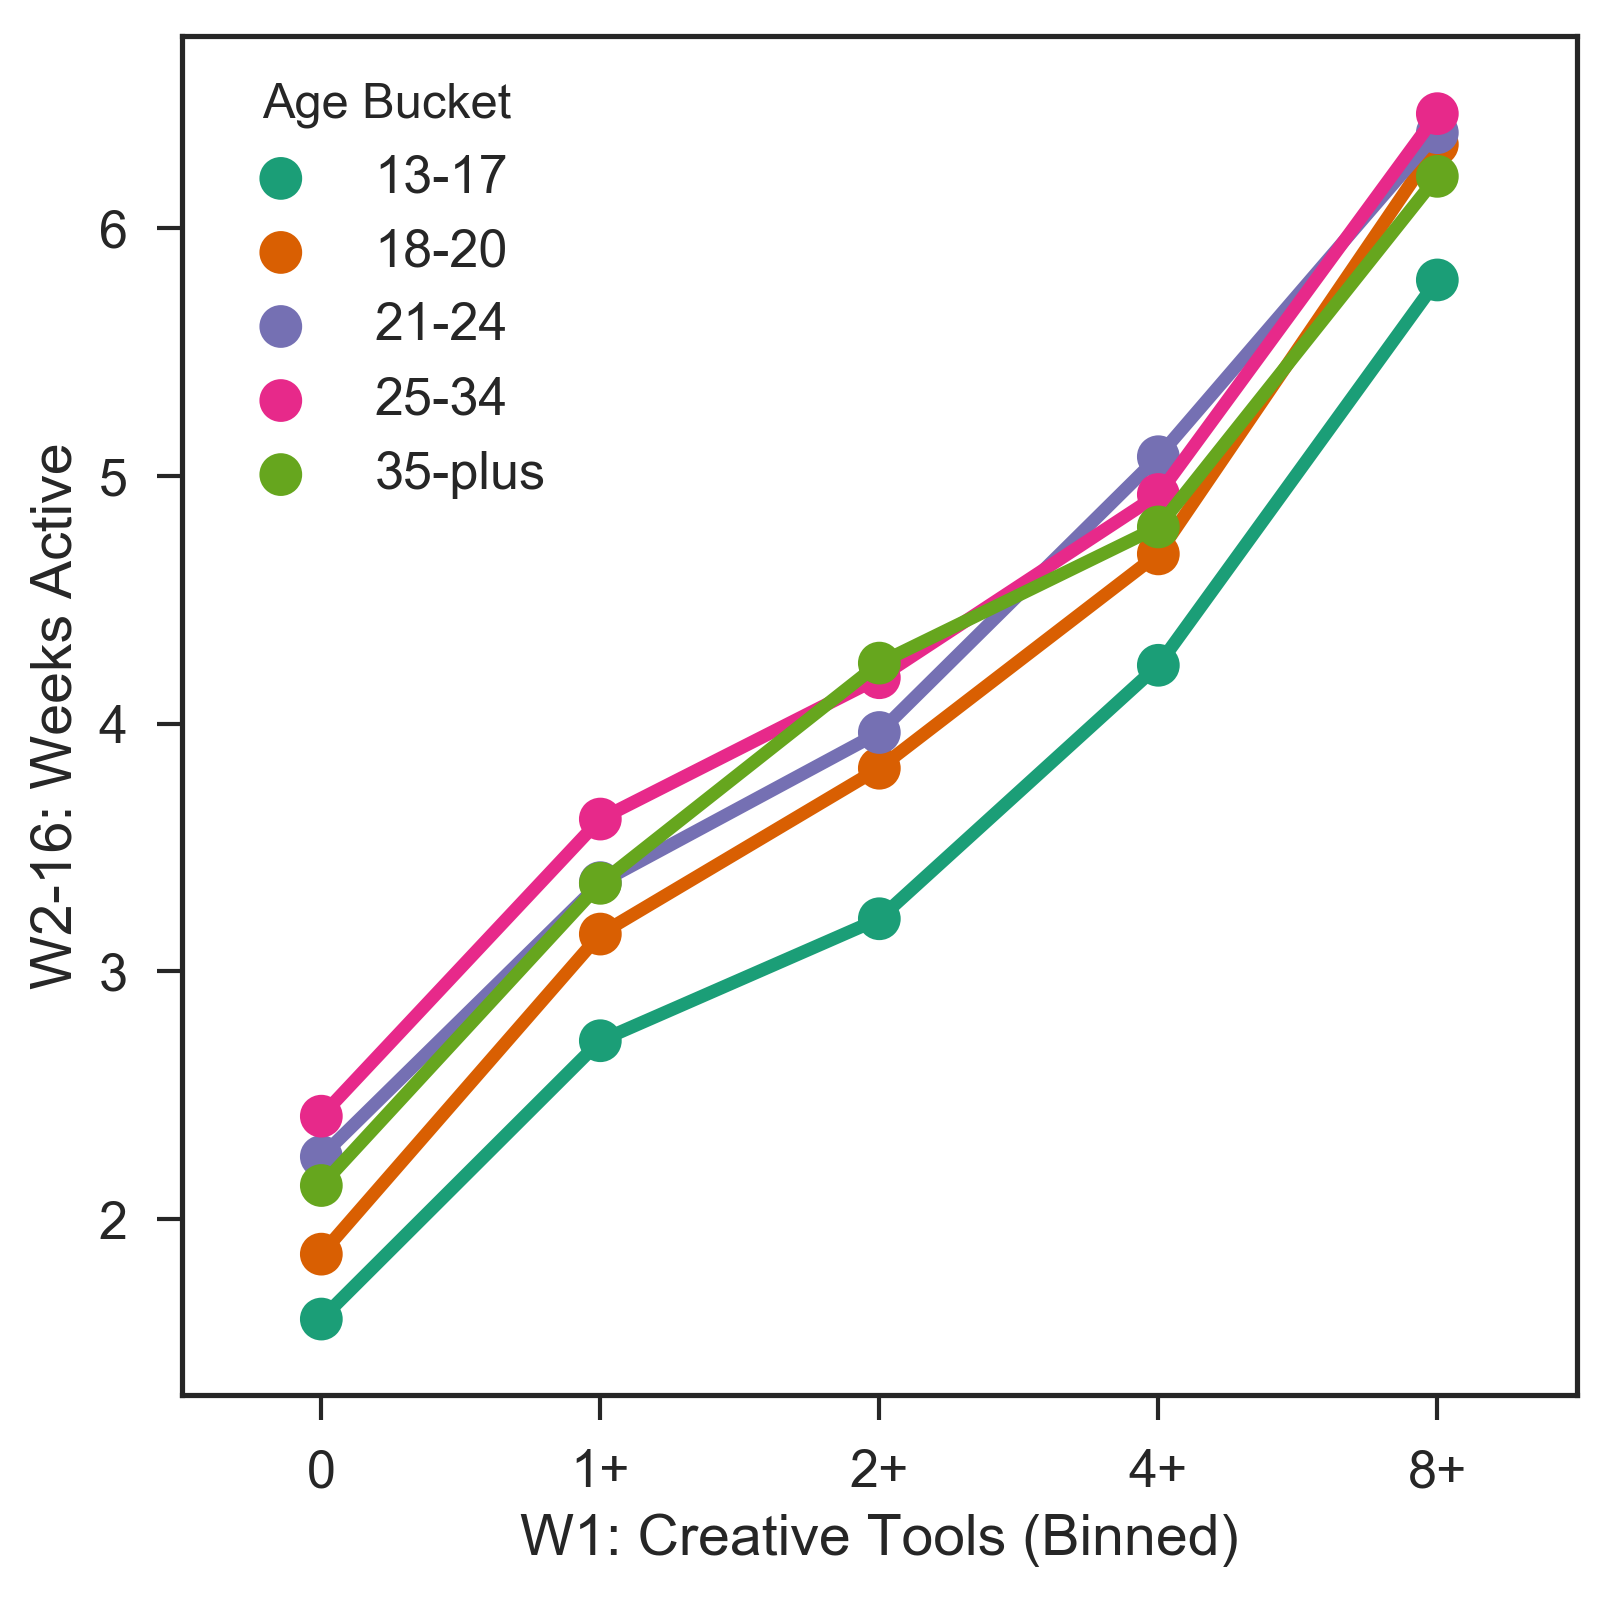 Age Bucket
13-17
18-20
21-24
25-34
35-plus
6
5
4
3
2
W2-16: Weeks Active
0 1+ 2+ 4+ 8+
W1: Creative Tools (Binned)